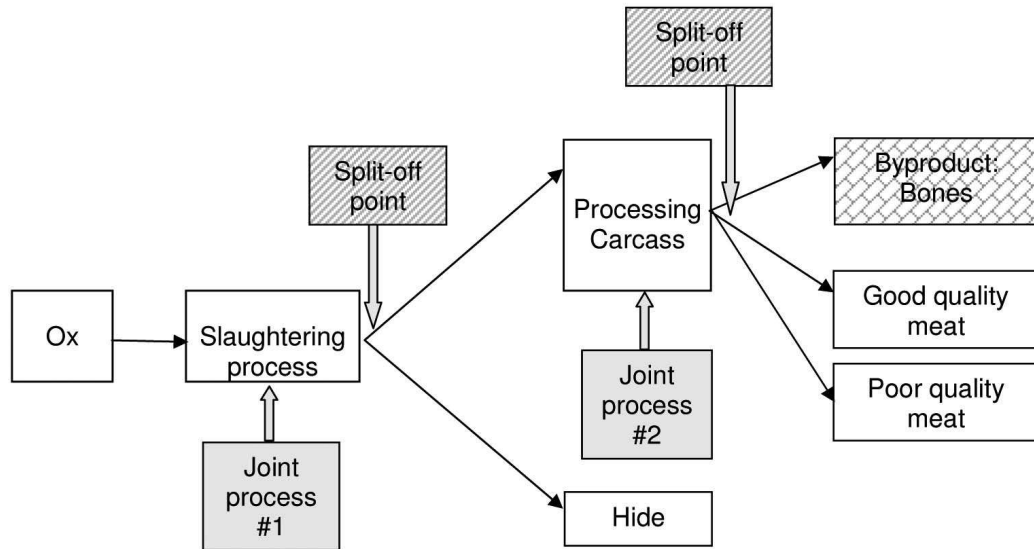 Split-off
point
Split-off
point
Byproduct:
Bones
Processing
Carcass
Good quality
meat
Ox
Slaughtering
process
Joint
process
#2
Poor quality
meat
Joint
process
#1
Hide